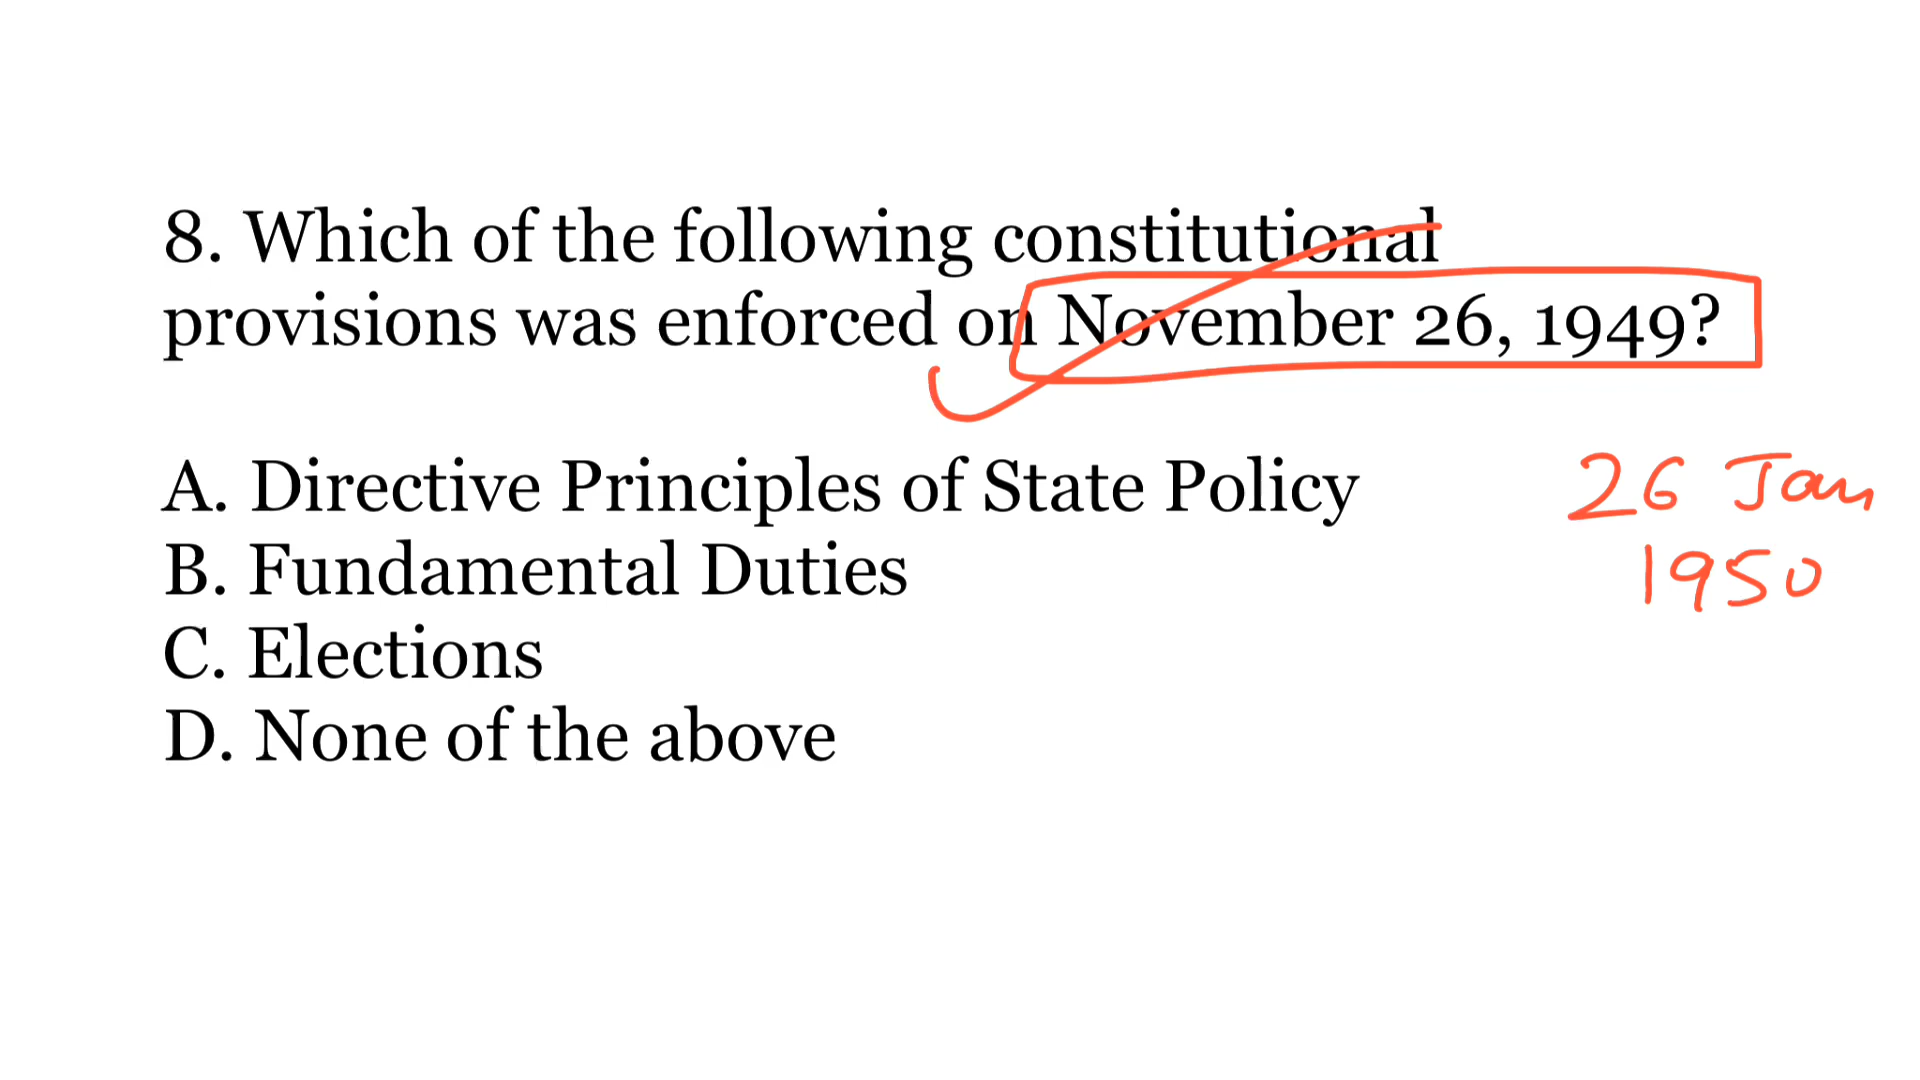 8. Which of the following constitutional
provisions was enforced on November 26, 1949?
A. Directive Principles of State Policy
26 Jan
B. Fundamental Duties
1950
C. Elections
D. None of the above